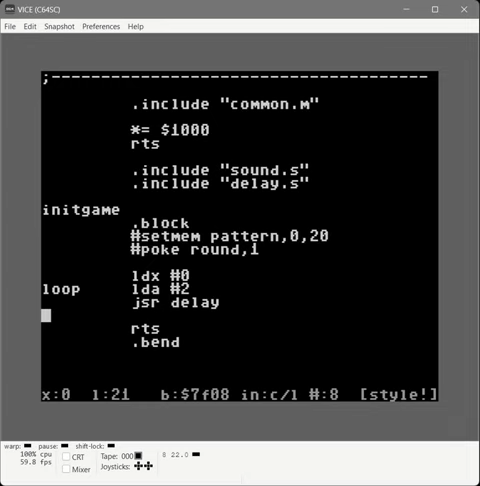 VICE (C64SC)
File Edit Snapshot Preferences Help
;--------------------------------------
.include "common.m"
*= $1000
rts
.include "sound.s"
.include "delay.s"
initgame
.block
#setmem pattern,0,20
#poke round,1
ldx #0
loop lda #2
jsr delay
rts
.bend
x:0 l:21 b:$7f08 in:c/l #:8 [style!]
warp: pause: shift-lock:
100% cpu
59.8 fps
CRT
Mixer
Tape: 000
Joysticks:
8 22.0